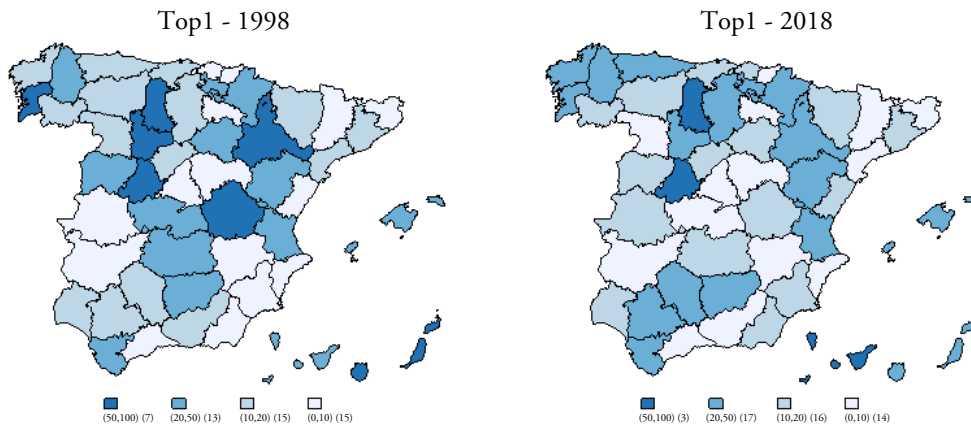 Top1 - 1998
Top1 - 2018
(50,100) (7) (20,50) (13) (10,20) (15) (0,10) (15)
(50,100) (3) (20,50) (17) (10,20) (16) (0,10) (14)